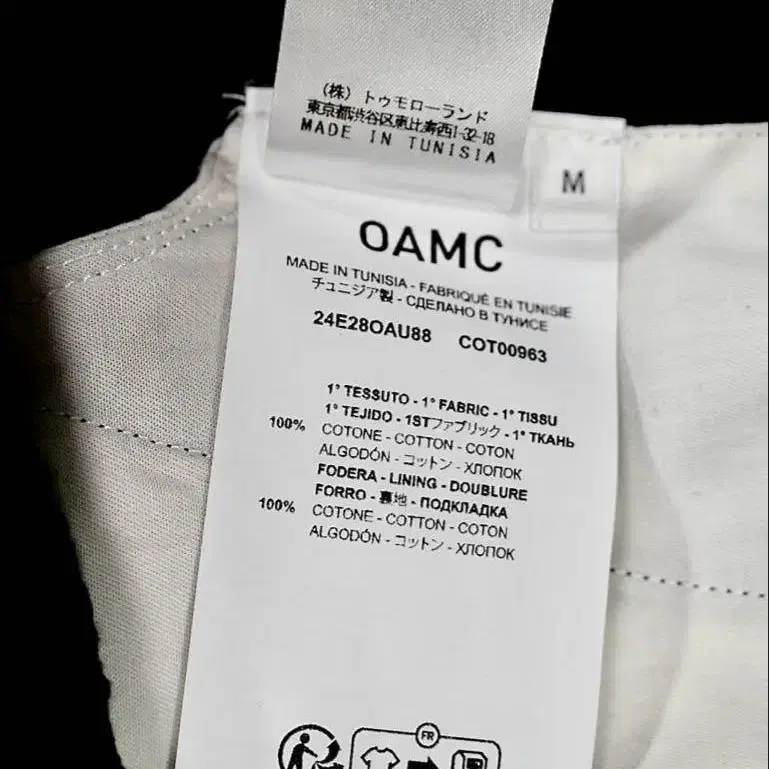 (株) トゥモローランド
東京都渋谷区恵比寿西1-32-18
MADE IN TUNISIA
M
OAMC
MADE IN TUNISIA - FABRIQUÉ EN TUNISIE
チュニジア製 - СДЕЛАНО В ТУНИСЕ
24E28OAU88 COT00963
1° TESSUTO - 1° FABRIC - 1° TISSU
1° TEJIDO - 1STファブリック - 1° ТКАНЬ
100% COTONE - COTTON - COTON
ALGODÓN - コットン - ХЛОПОК
FODERA - LINING - DOUBLURE
FORRO - 裏地 - ПОДКЛАДКА
100% COTONE - COTTON - COTON
ALGODÓN - コットン - ХЛОПОК
FR